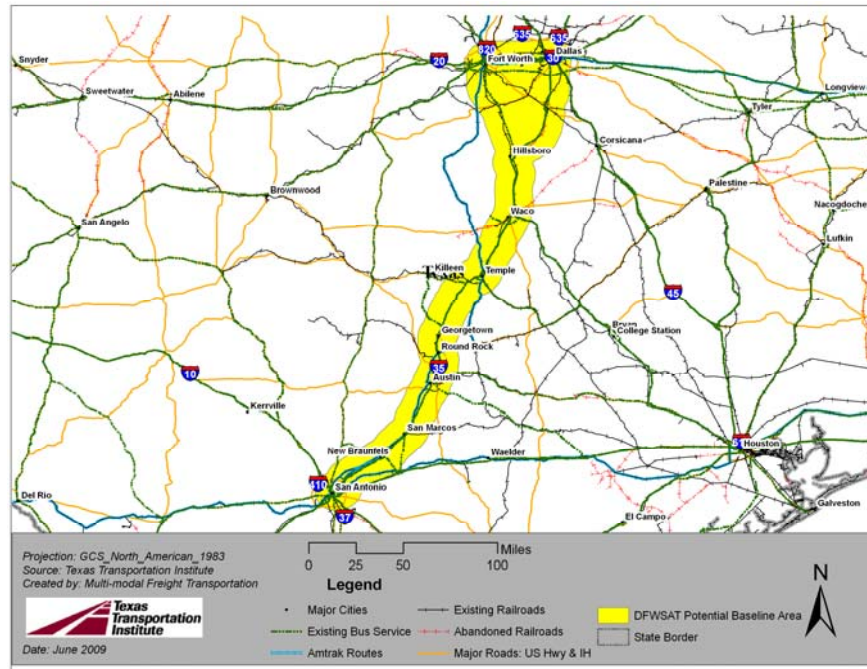 635
635
820
Dallas
30
Fort Worth
20
Snyder
Longview
Sweetwater
Abilene
Tyler
Corsicana
Hillsboro
Palestine
Brownwood
Nacogdoche
Waco
San Angelo
Lufkin
Killeen
Temple
45
Georgetown
College Station
Round Rock
35
10
Austin
Kerrville
San Marcos
Houston
New Braunfels
Waelder
410
San Antonio
Del Rio
Galveston
37
El Campo
Projection: GCS_North_American_1983
Source: Texas Transportation Institute
Created by: Multi-modal Freight Transportation
Texas
Transportation
Institute
Date: June 2009
0 25 50 100
Miles
Legend
Major Cities
Existing Bus Service
Amtrak Routes
Existing Railroads
Abandoned Railroads
Major Roads: US Hwy & IH
DFWSAT Potential Baseline Area
State Border
N